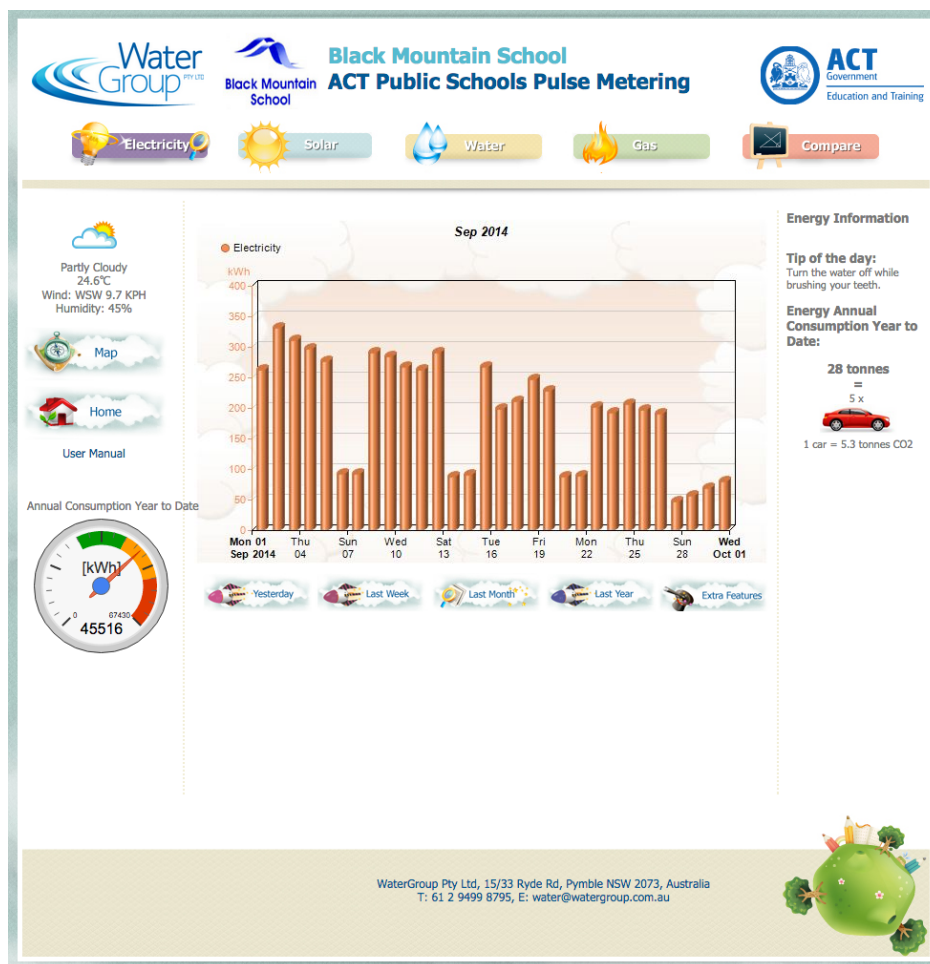 Water
Group PTY LTD
Black Mountain
School
Black Mountain School
ACT Public Schools Pulse Metering
ACT
Government
Education and Training
Electricity
Solar
Water
Gas
Compare
Partly Cloudy
24.6°C
Wind: WSW 9.7 KPH
Humidity: 45%
Map
Home
User Manual
Annual Consumption Year to Date
[kWh]
0 67430
45516
Sep 2014
Electricity
kWh
400
350
300
250
200
150
100
50
0
Mon 01 Thu Sun Wed Sat Tue Fri Mon Thu Sun Wed
Sep 2014 04 07 10 13 16 19 22 25 28 Oct 01
Yesterday
Last Week
Last Month
Last Year
Extra Features
Energy Information
Tip of the day:
Turn the water off while
brushing your teeth.
Energy Annual
Consumption Year to
Date:
28 tonnes
=
5 x
1 car = 5.3 tonnes CO2
WaterGroup Pty Ltd, 15/33 Ryde Rd, Pymble NSW 2073, Australia
T: 61 2 9499 8795, E: water@watergroup.com.au